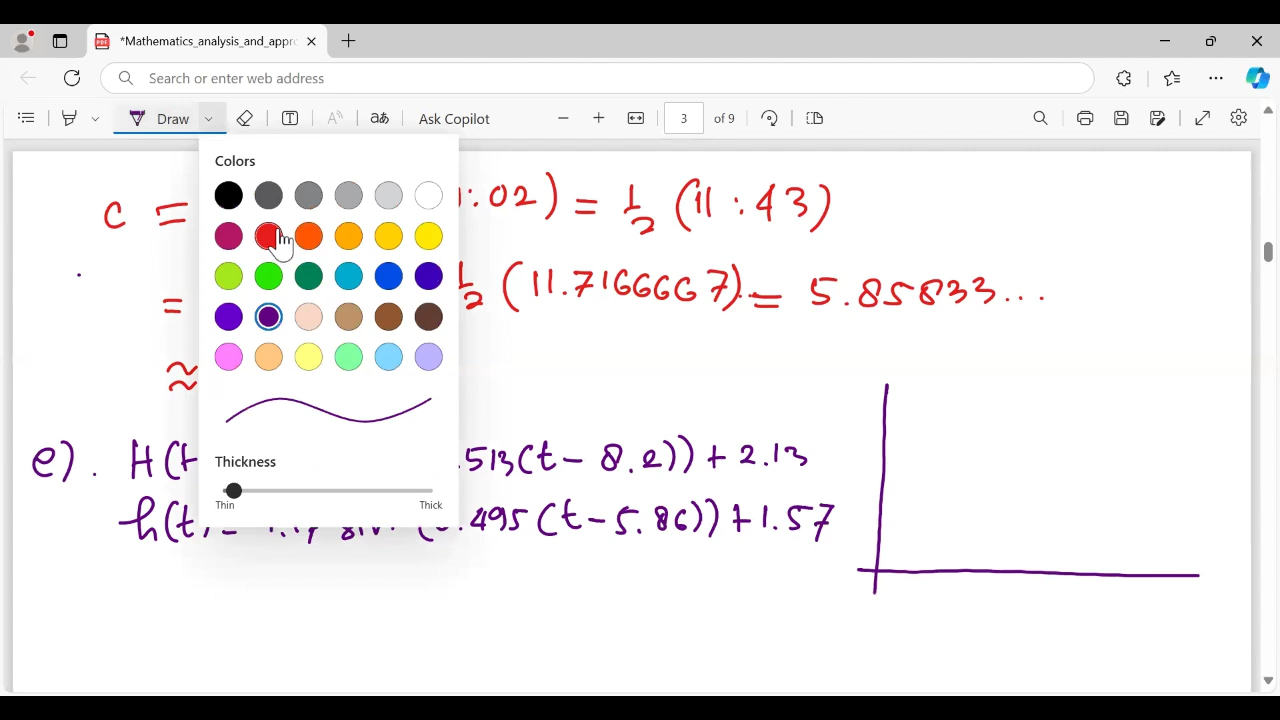 *Mathematics_analysis_and_appro
Search or enter web address
Draw
Ask Copilot
3 of 9
Colors
Thickness
Thin Thick
c = :02) = 1/2 (11:43)
= 1/2 (11.7166667).. = 5.85833...
≈
e). H(t .513(t- 8.2)) + 2.13
h(t) .495(t-5.86)) + 1.57